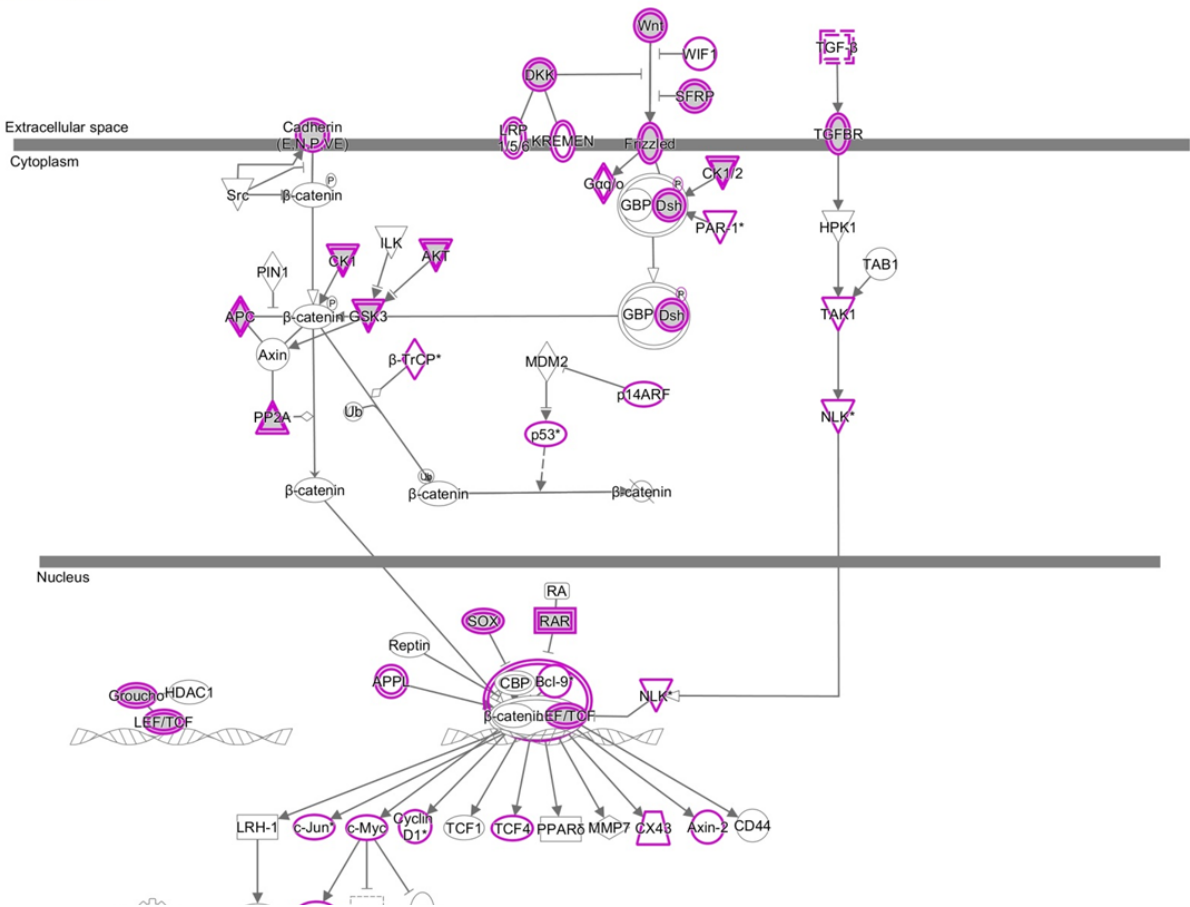 Wnt
WIF1
TGF-β
DKK
SFRP
Extracellular space
Cadherin
(E,N,P,VE)
LRP
1/5/6
KREMEN
Frizzled
TGFBR
Cytoplasm
Src
P
β-catenin
Gαq/o
P
CK1/2
GBP
Dsh
PAR-1*
HPK1
ILK
AKT
CK1
PIN1
TAB1
P
P
APC
β-catenin
GSK3
GBP
Dsh
TAK1
Axin
β-TrCP*
MDM2
p14ARF
Ub
PP2A
p53*
NLK*
Ub
β-catenin
β-catenin
β-catenin
Nucleus
RA
SOX
RAR
Reptin
APPL
CBP
Bcl-9*
NLK*
Groucho
HDAC1
β-catenin
LEF/TCF
LEF/TCF
LRH-1
c-Jun*
c-Myc
Cyclin
D1*
TCF1
TCF4
PPARδ
MMP7
CX43
Axin-2
CD44